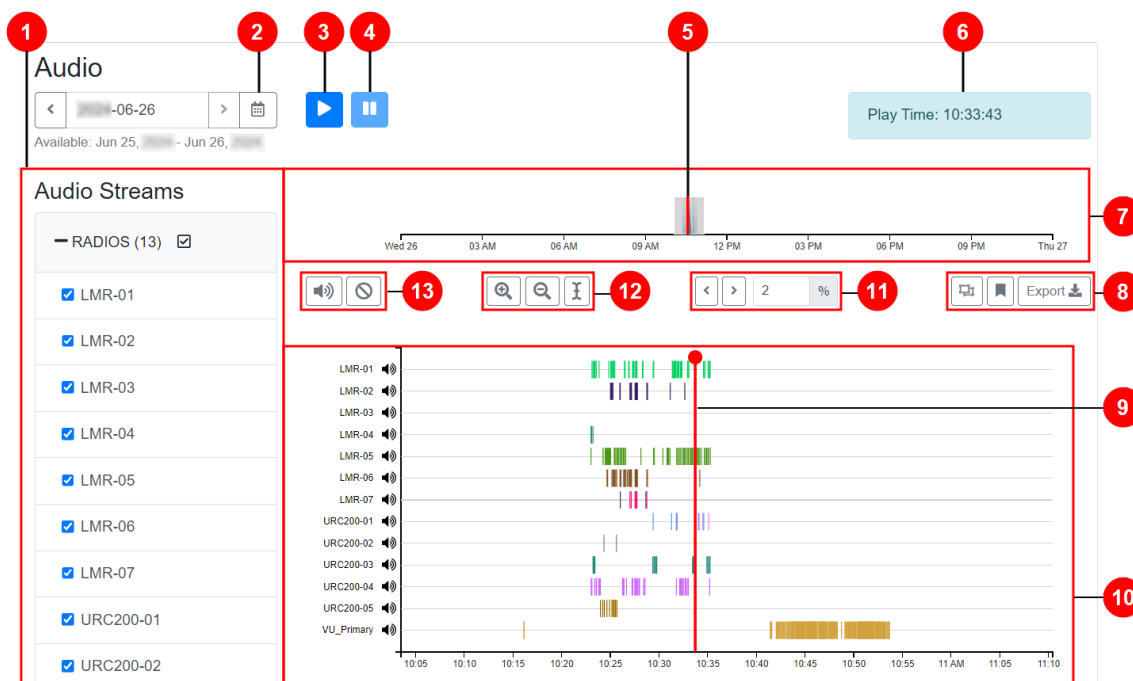 1 2 3 4 5 6
Audio
-06-26
Play Time: 10:33:43
Available: Jun 25, - Jun 26,
Audio Streams
RADIOS (13)
7
Wed 26 03 AM 06 AM 09 AM 12 PM 03 PM 06 PM 09 PM Thu 27
13 12 2 % 11 Export 8
LMR-01
LMR-02
LMR-03
LMR-04
LMR-05
LMR-06
LMR-07
URC200-01
URC200-02
LMR-01
LMR-02
LMR-03
LMR-04
LMR-05
LMR-06
LMR-07
URC200-01
URC200-02
URC200-03
URC200-04
URC200-05
VU_Primary
9
10
10:05 10:10 10:15 10:20 10:25 10:30 10:35 10:40 10:45 10:50 10:55 11 AM 11:05 11:10